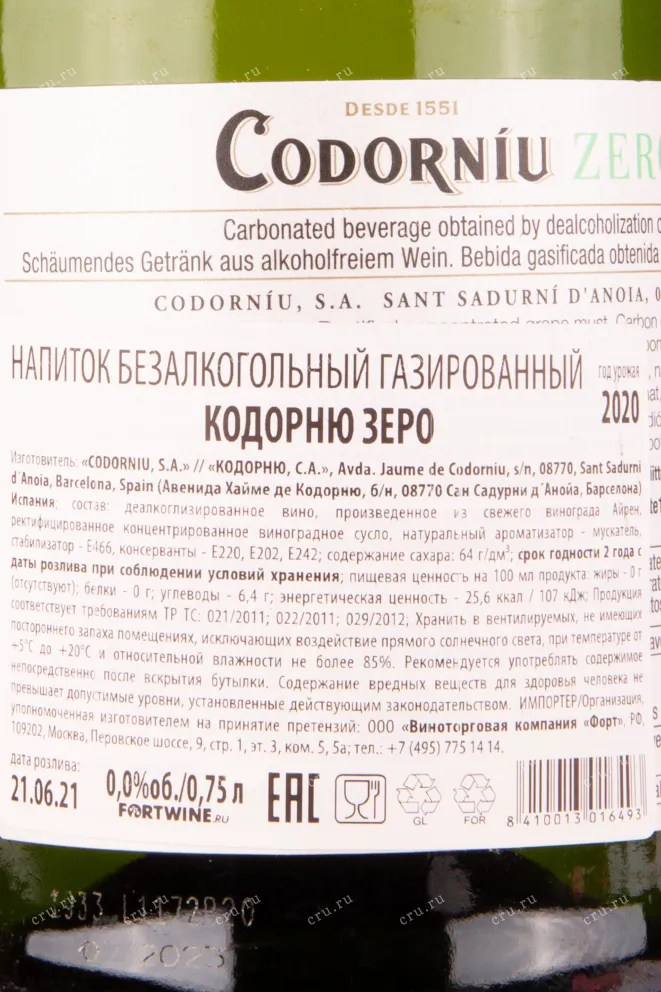 DESDE 1551
CODORNÍU ZERO
Carbonated beverage obtained by dealcoholization
Schäumendes Getränk aus alkoholfreiem Wein. Bebida gasificada obtenida
CODORNÍU, S.A. SANT SADURNÍ D'ANOIA,
НАПИТОК БЕЗАЛКОГОЛЬНЫЙ ГАЗИРОВАННЫЙ
КОДОРНЮ ЗЕРО
год урожая
2020
Изготовитель: «CODORNIU, S.A.» // «КОДОРНЮ, С.А.», Avda. Jaume de Codorniu, s/n, 08770, Sant Sadurni
d´Anoia, Barcelona, Spain (Авенида Хайме де Кодорню, б/н, 08770 Сан Садурни д´Анойа, Барселона)
Испания; состав: деалкоголизированное вино, произведенное из свежего винограда Айрен,
ректифицированное концентрированное виноградное сусло, натуральный ароматизатор - мускатель,
стабилизатор - Е466, консерванты - Е220, Е202, Е242; содержание сахара: 64 г/дм³; срок годности 2 года с
даты розлива при соблюдении условий хранения; пищевая ценность на 100 мл продукта: жиры - 0 г
(отсутствуют); белки - 0 г; углеводы - 6,4 г; энергетическая ценность - 25,6 ккал / 107 кДж; Продукция
соответствует требованиям ТР ТС: 021/2011; 022/2011; 029/2012; Хранить в вентилируемых, не имеющих
постороннего запаха помещениях, исключающих воздействие прямого солнечного света, при температуре от
+5°С до +20°С и относительной влажности не более 85%. Рекомендуется употреблять содержимое
непосредственно после вскрытия бутылки. Содержание вредных веществ для здоровья человека не
превышает допустимые уровни, установленные действующим законодательством. ИМПОРТЕР/Организация,
уполномоченная изготовителем на принятие претензий: ООО «Виноторговая компания «Форт», РФ,
109202, Москва, Перовское шоссе, 9, стр. 1, эт. 3, ком. 5, 5а; тел.: +7 (495) 775 14 14.
дата розлива:
21.06.21
0,0%об./0,75 л
FORTWINE.RU
EAC
GL
FOR
8 410013 016493
cru.ru